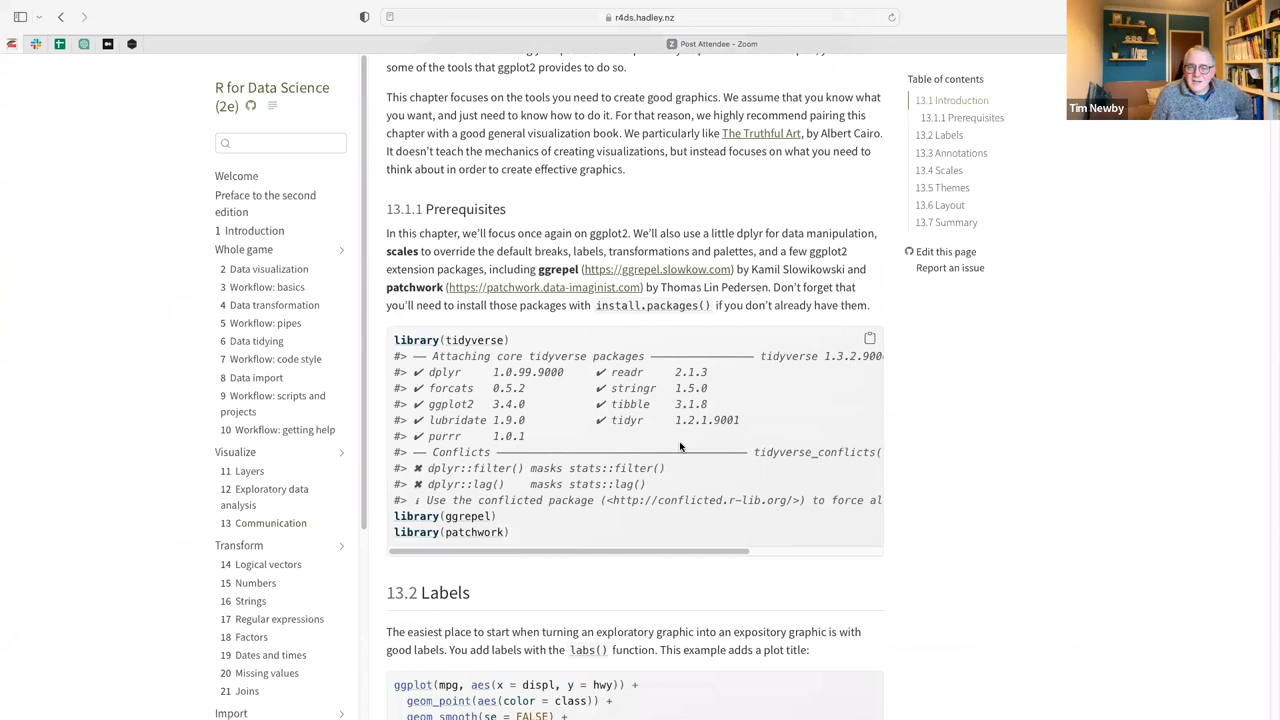 r4ds.hadley.nz
Post Attendee - Zoom
Tim Newby
R for Data Science
(2e)
Welcome
Preface to the second
edition
1 Introduction
Whole game
2 Data visualization
3 Workflow: basics
4 Data transformation
5 Workflow: pipes
6 Data tidying
7 Workflow: code style
8 Data import
9 Workflow: scripts and
projects
10 Workflow: getting help
Visualize
11 Layers
12 Exploratory data
analysis
13 Communication
Transform
14 Logical vectors
15 Numbers
16 Strings
17 Regular expressions
18 Factors
19 Dates and times
20 Missing values
21 Joins
Import
some of the tools that ggplot2 provides to do so.
This chapter focuses on the tools you need to create good graphics. We assume that you know what
you want, and just need to know how to do it. For that reason, we highly recommend pairing this
chapter with a good general visualization book. We particularly like The Truthful Art, by Albert Cairo.
It doesn't teach the mechanics of creating visualizations, but instead focuses on what you need to
think about in order to create effective graphics.
13.1.1 Prerequisites
In this chapter, we'll focus once again on ggplot2. We'll also use a little dplyr for data manipulation,
scales to override the default breaks, labels, transformations and palettes, and a few ggplot2
extension packages, including ggrepel (https://ggrepel.slowkow.com) by Kamil Slowikowski and
patchwork (https://patchwork.data-imaginist.com) by Thomas Lin Pedersen. Don't forget that
you'll need to install those packages with install.packages() if you don't already have them.
library(tidyverse)
#> ── Attaching core tidyverse packages ─────────────── tidyverse 1.3.2.900
#> ✔ dplyr 1.0.99.9000 ✔ readr 2.1.3
#> ✔ forcats 0.5.2 ✔ stringr 1.5.0
#> ✔ ggplot2 3.4.0 ✔ tibble 3.1.8
#> ✔ lubridate 1.9.0 ✔ tidyr 1.2.1.9001
#> ✔ purrr 1.0.1
#> ── Conflicts ─────────────────────────────── tidyverse_conflicts(
#> ✖ dplyr::filter() masks stats::filter()
#> ✖ dplyr::lag() masks stats::lag()
#> ℹ Use the conflicted package (<http://conflicted.r-lib.org/>) to force al
library(ggrepel)
library(patchwork)
13.2 Labels
The easiest place to start when turning an exploratory graphic into an expository graphic is with
good labels. You add labels with the labs() function. This example adds a plot title:
ggplot(mpg, aes(x = displ, y = hwy)) +
geom_point(aes(color = class)) +
geom_smooth(se = FALSE) +
Table of contents
13.1 Introduction
13.1.1 Prerequisites
13.2 Labels
13.3 Annotations
13.4 Scales
13.5 Themes
13.6 Layout
13.7 Summary
Edit this page
Report an issue